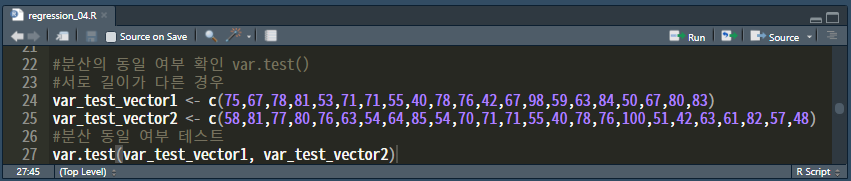 regression_04.R
Source on Save
Run
Source
21
22 #분산의 동일 여부 확인 var.test()
23 #서로 길이가 다른 경우
24 var_test_vector1 <- c(75,67,78,81,53,71,71,55,40,78,76,42,67,98,59,63,84,50,67,80,83)
25 var_test_vector2 <- c(58,81,77,80,76,63,54,64,85,54,70,71,71,55,40,78,76,100,51,42,63,61,82,57,48)
26 #분산 동일 여부 테스트
27 var.test(var_test_vector1, var_test_vector2)
27:45 (Top Level) R Script